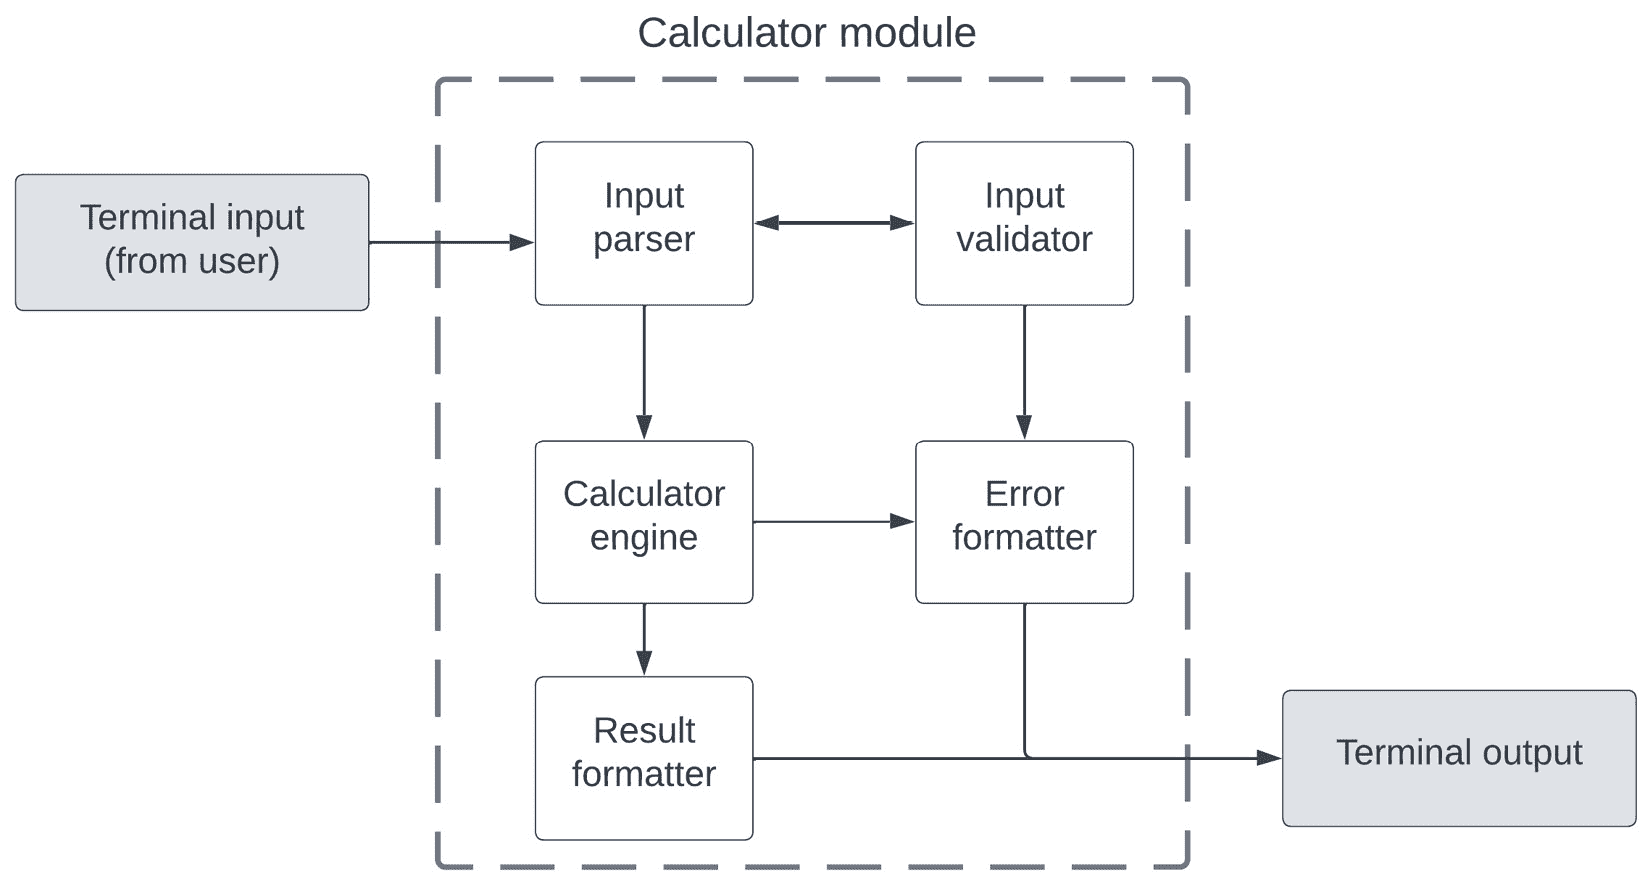 Calculator module
Terminal input
(from user)
Input
parser
Input
validator
Calculator
engine
Error
formatter
Result
formatter
Terminal output